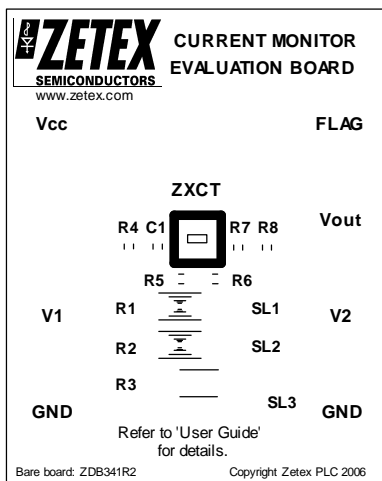 ZETEX
SEMICONDUCTORS
www.zetex.com
CURRENT MONITOR
EVALUATION BOARD
Vcc
FLAG
ZXCT
R4 C1
R7 R8
Vout
R5
R6
R1
SL1
V1
V2
R2
SL2
R3
SL3
GND
GND
Refer to 'User Guide'
for details.
Bare board: ZDB341R2
Copyright Zetex PLC 2006